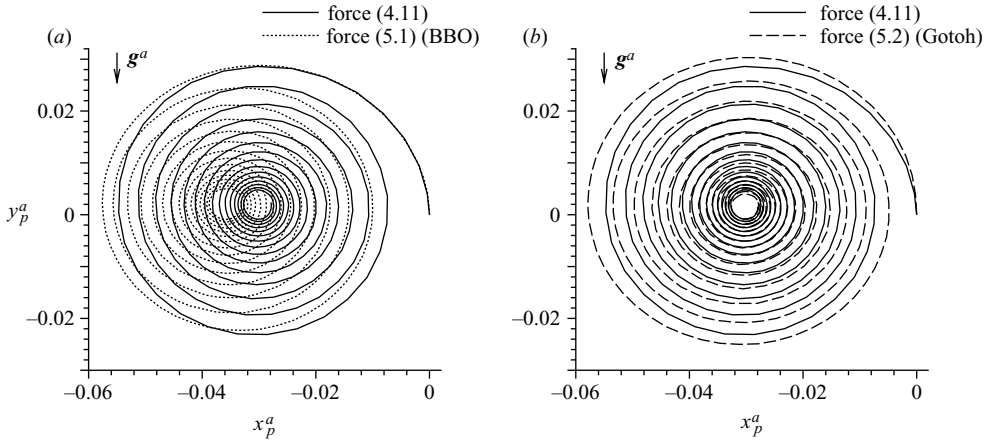 force (4.11)
force (5.1) (BBO)
(a)
g^a
0.02
y_p^a
0
–0.02
–0.06
–0.04
–0.02
0
x_p^a
force (4.11)
force (5.2) (Gotoh)
(b)
g^a
0.02
0
–0.02
–0.06
–0.04
–0.02
0
x_p^a